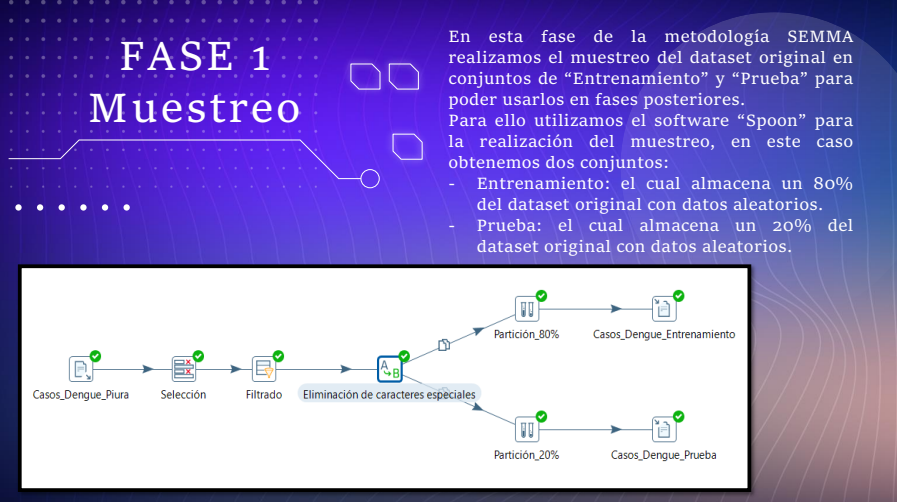 FASE 1
Muestreo
En esta fase de la metodología SEMMA
realizamos el muestreo del dataset original en
conjuntos de “Entrenamiento” y “Prueba” para
poder usarlos en fases posteriores.
Para ello utilizamos el software “Spoon” para
la realización del muestreo, en este caso
obtenemos dos conjuntos:
- Entrenamiento: el cual almacena un 80%
del dataset original con datos aleatorios.
- Prueba: el cual almacena un 20% del
dataset original con datos aleatorios.
Casos_Dengue_Piura
Selección
Filtrado
A B
Eliminación de caracteres especiales
Partición_80%
Casos_Dengue_Entrenamiento
Partición_20%
Casos_Dengue_Prueba